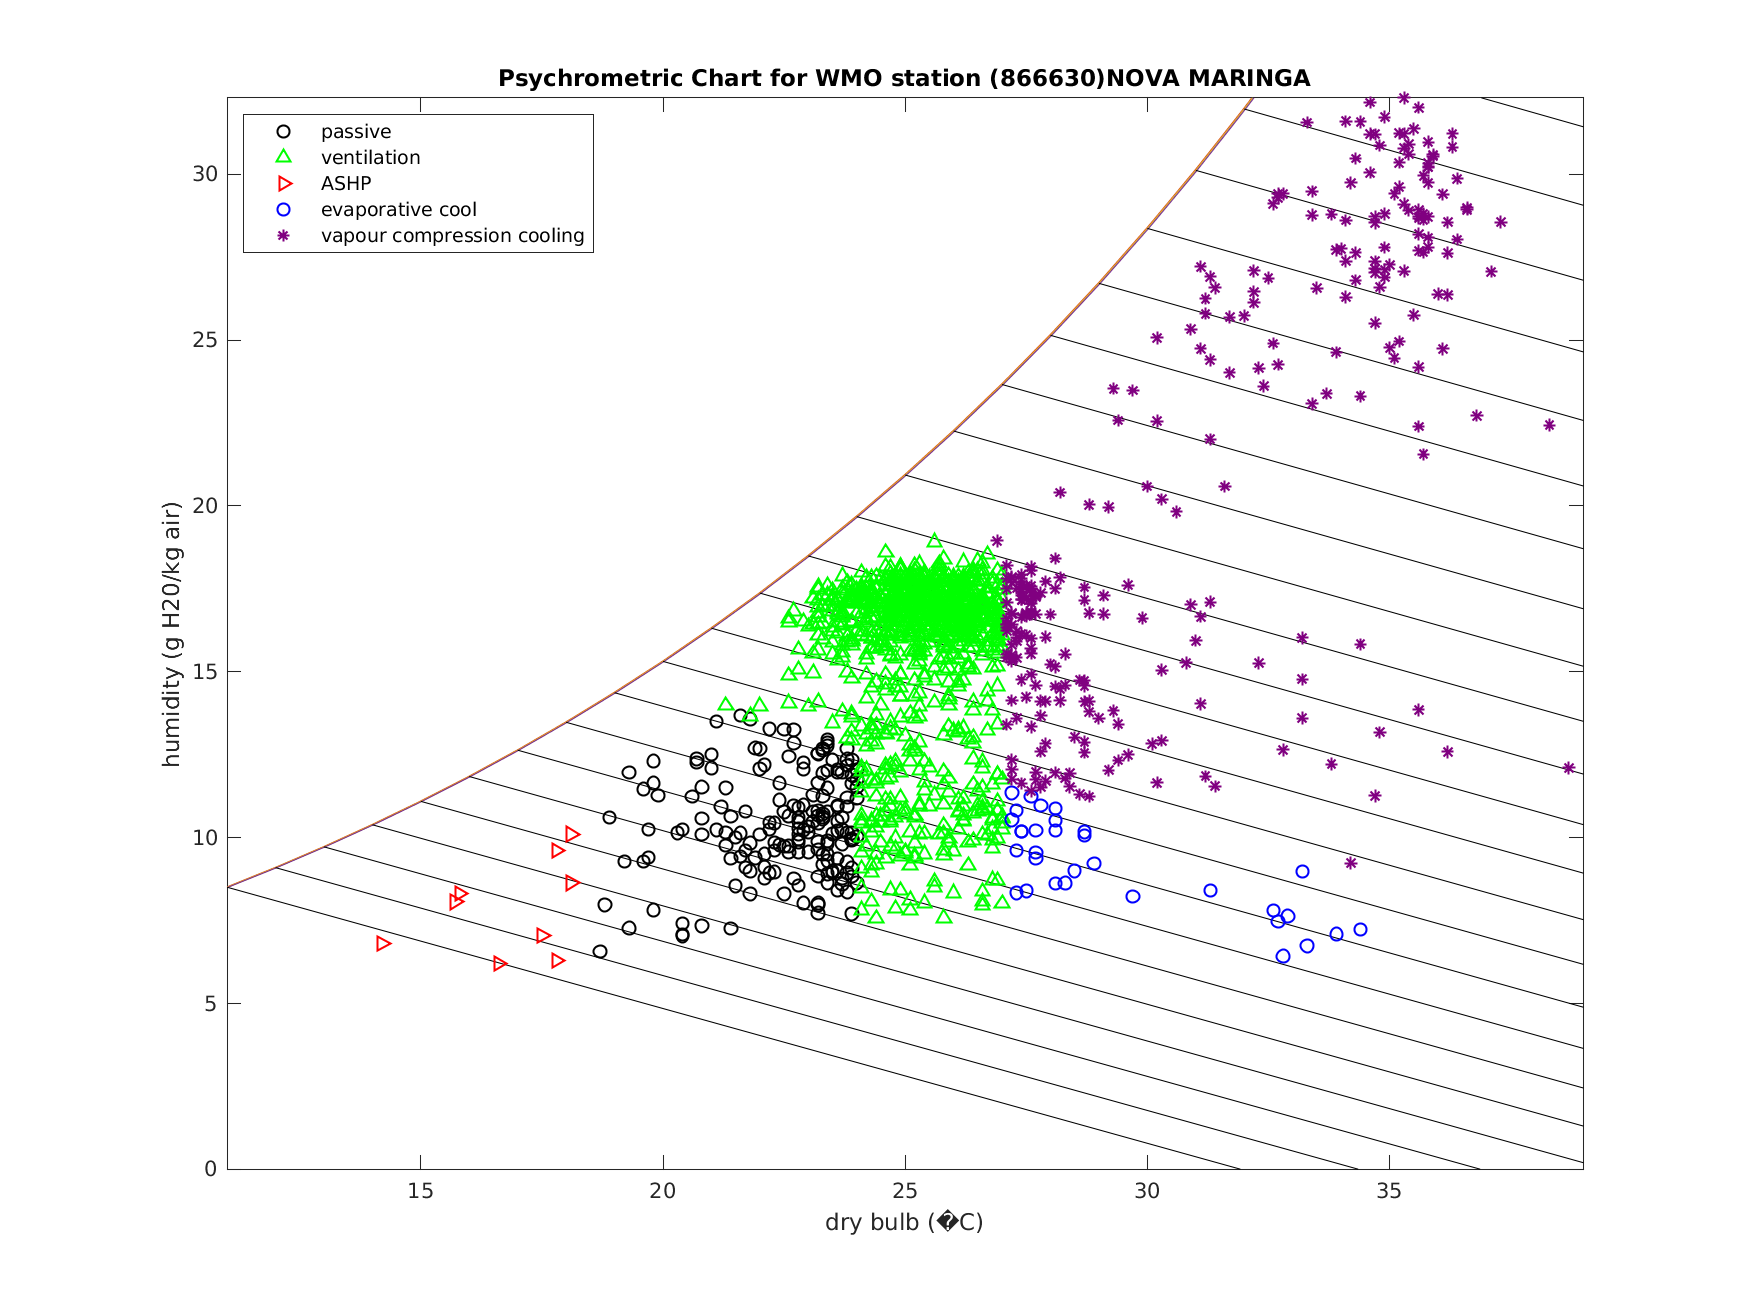 Psychrometric Chart for WMO station (866630)NOVA MARINGA
passive
ventilation
ASHP
evaporative cool
vapour compression cooling
humidity (g H20/kg air)
30
25
20
15
10
5
0
15 20 25 30 35
dry bulb (�C)